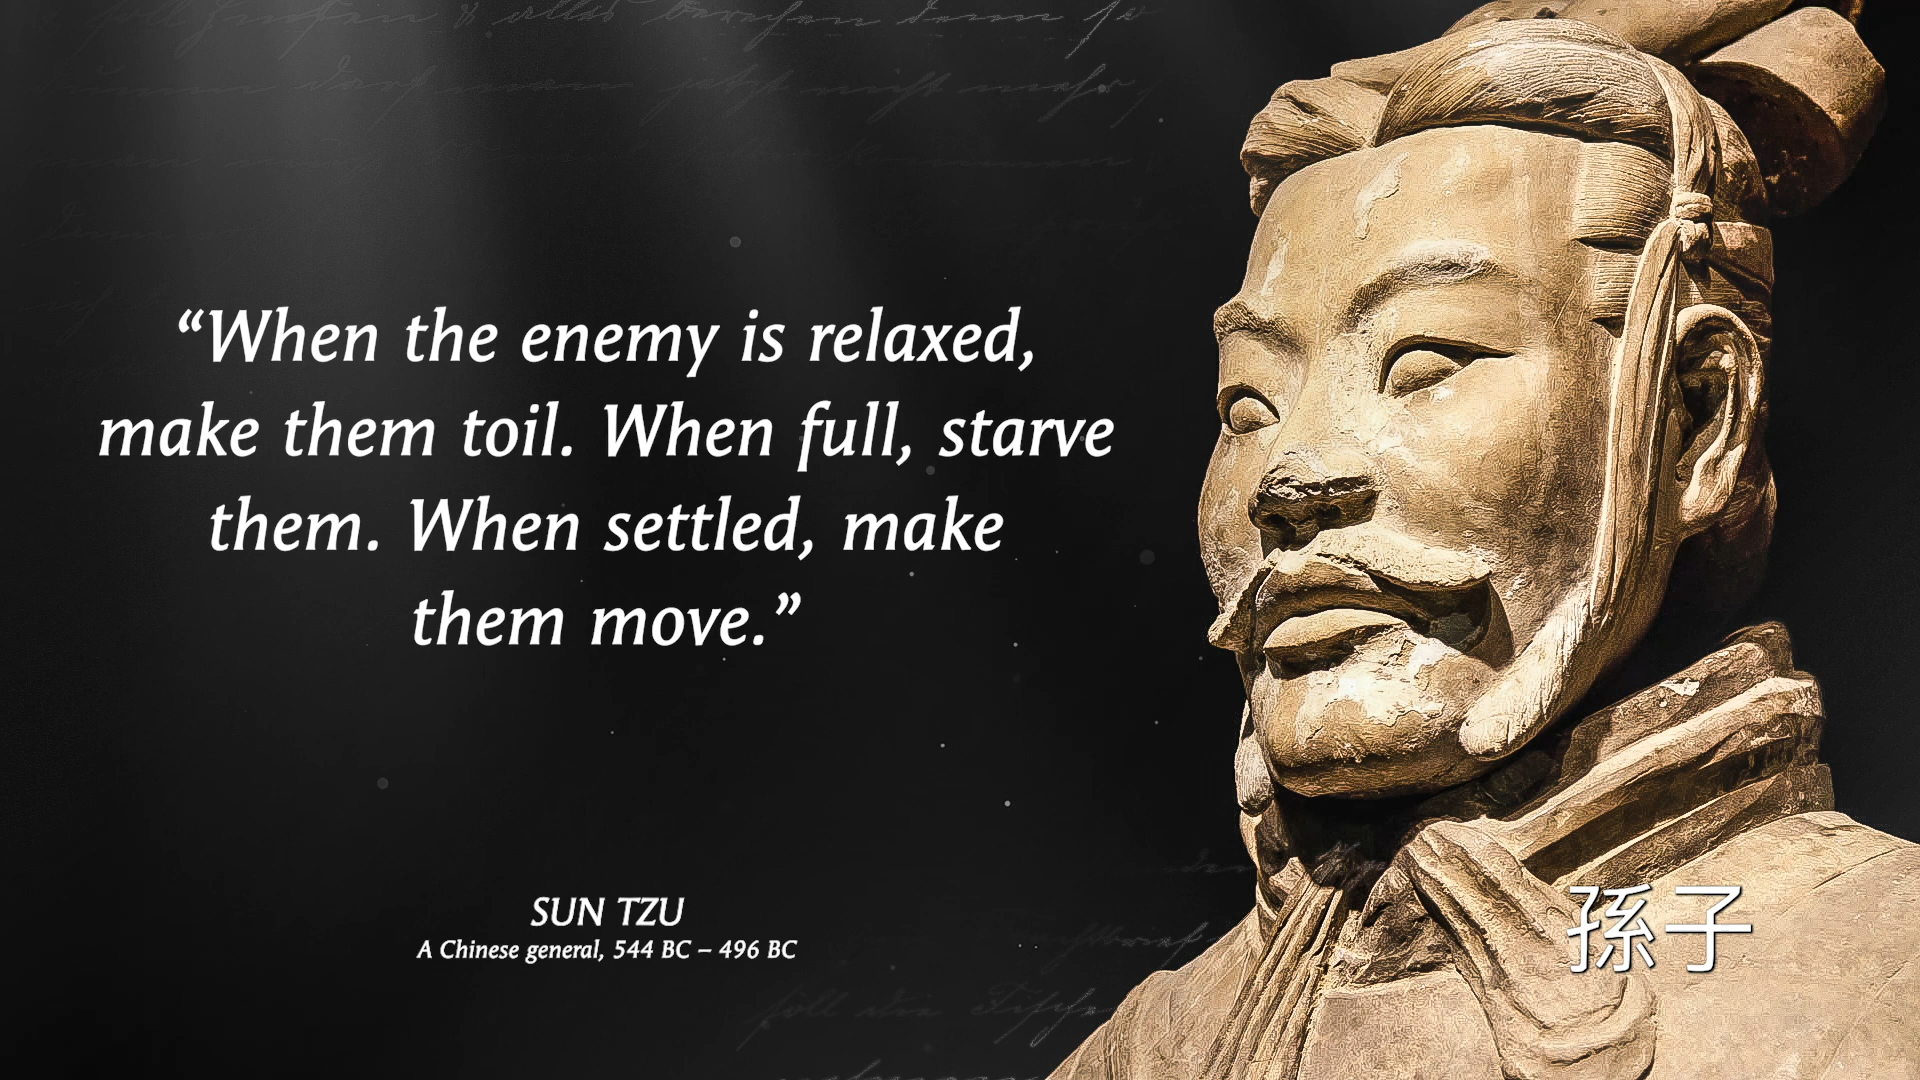 “When the enemy is relaxed,
make them toil. When full, starve
them. When settled, make
them move.”
SUN TZU
A Chinese general, 544 BC – 496 BC
孫子